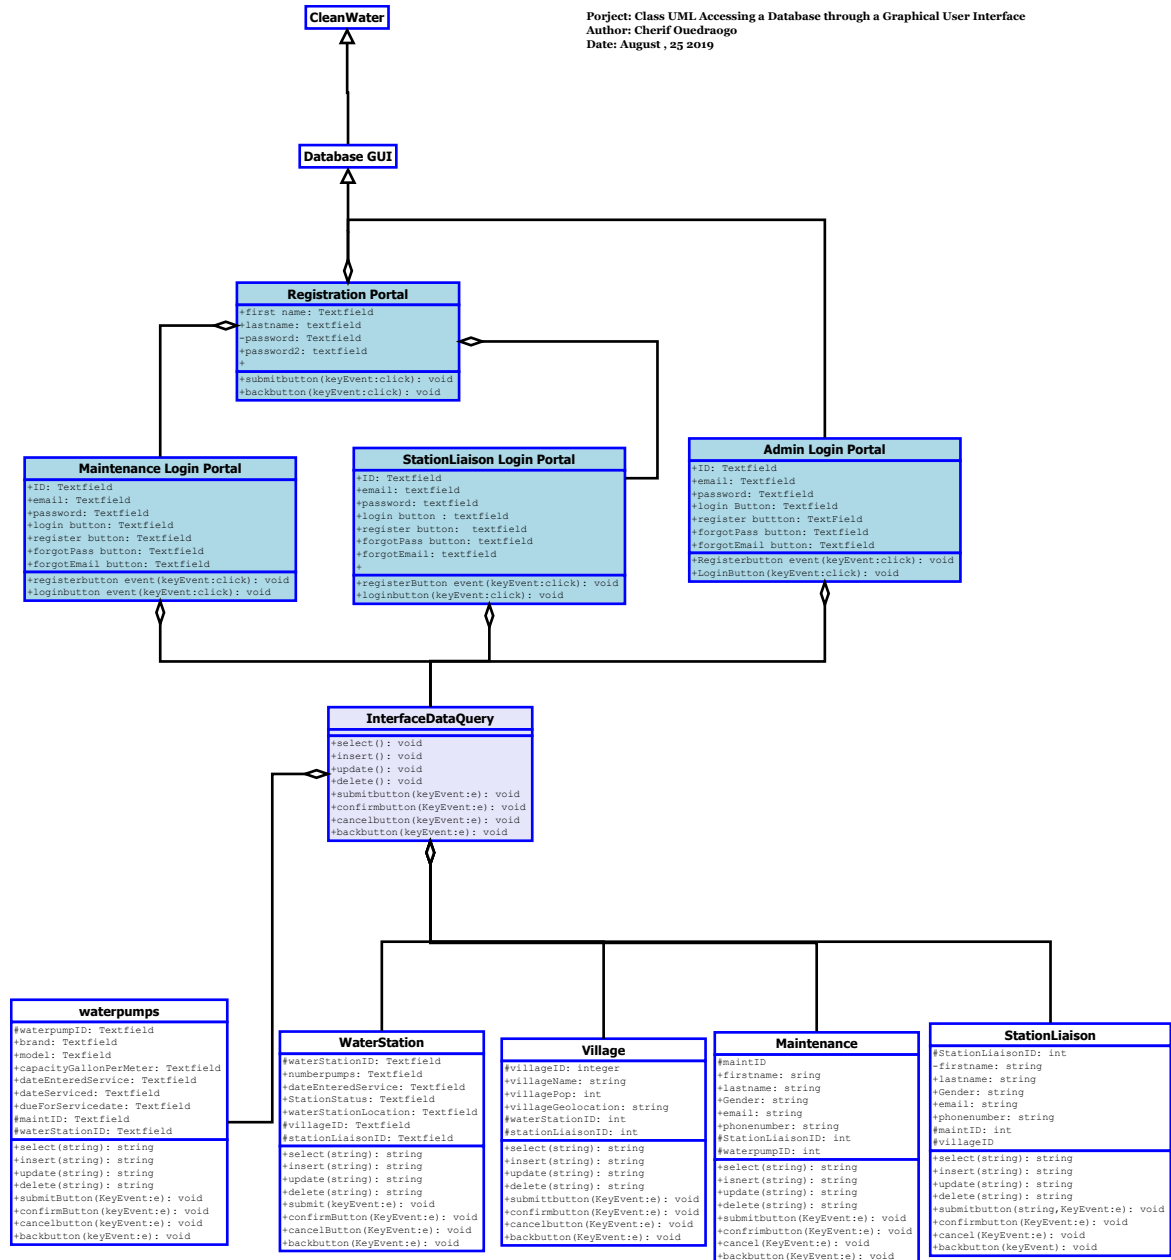 CleanWater
Porject: Class UML Accessing a Database through a Graphical User Interface
Author: Cherif Ouedraogo
Date: August , 25 2019
Database GUI
Registration Portal
+first name: Textfield
+lastname: textfield
-password: Textfield
+password2: textfield
+
+submitbutton(keyEvent:click): void
+backbutton(keyEvent:click): void
Maintenance Login Portal
+ID: Textfield
+email: Textfield
+password: Textfield
+login button: Textfield
+register button: Textfield
+forgotPass button: Textfield
+forgotEmail button: Textfield
+registerbutton event(keyEvent:click): void
+loginbutton event(keyEvent:click): void
StationLiaison Login Portal
+ID: Textfield
+email: textfield
+password: textfield
+login button : textfield
+register button:  textfield
+forgotPass button: textfield
+forgotEmail: textfield
+
+registerButton event(keyEvent:click): void
+loginbutton(keyEvent:click): void
Admin Login Portal
+ID: Textfield
+email: Textfield
+password: Textfield
+login Button: Textfield
+register buttton: TextField
+forgotPass button: Textfield
+forgotEmail button: Textfield
+Registerbutton event(keyEvent:click): void
+LoginButton(keyEvent:click): void
InterfaceDataQuery
+select(): void
+insert(): void
+update(): void
+delete(): void
+submitbutton(keyEvent:e): void
+confirmbutton(KeyEvent:e): void
+cancelbutton(keyEvent:e): void
+backbutton(keyEvent:e): void
waterpumps
#waterpumpID: Textfield
+brand: Textfield
+model: Texfield
+capacityGallonPerMeter: Textfield
+dateEnteredService: Textfield
+dateServiced: Textfield
+dueForServicedate: Textfield
#maintID: Textfield
#waterStationID: Textfield
+select(string): string
+insert(string): string
+update(string): string
+delete(string): string
+submitButton(KeyEvent:e): void
+confirmButton(KeyEvent:e): void
+cancelbutton(KeyEvent:e): void
+backbutton(keyEvent:e): void
WaterStation
#waterStationID: Textfield
+numberpumps: Textfield
+dateEnteredService: Textfield
+StationStatus: Textfield
+waterStationLocation: Textfield
#villageID: Textfield
#stationLiaisonID: Textfield
+select(string): string
+insert(string): string
+update(string): string
+delete(string): string
+submit(keyEvent:e): void
+confirmButton(KeyEvent:e): void
+cancelButton(KeyEvent:e): void
+backbutton(KeyEvent:e): void
Village
#villageID: integer
+villageName: string
+villagePop: int
+villageGeolocation: string
#waterStationID: int
#stationLiaisonID: int
+select(string): string
+insert(string): string
+update(string): string
+delete(string): string
+submittbutton(KeyEvent:e): void
+confirmbutton(KeyEvent:e): void
+cancelbutton(KeyEvent:e): void
+backbutton(KeyEvent:e): void
Maintenance
#maintID
+firstname: sring
+lastname: string
+Gender: string
+email: string
+phonenumber: string
#StationLiaisonID: int
#waterpumpID: int
+select(string): string
+isnert(string): string
+update(string): string
+delete(string): string
+submitbutton(KeyEvent:e): void
+confrimbutton(KeyEvent:e): void
+cancel(KeyEvent:e): void
+backbutton(KeyEvent:e): void
StationLiaison
#StationLiaisonID: int
-firstname: string
+lastname: string
+Gender: string
+email: string
+phonenumber: string
#maintID: int
#villageID
+select(string): string
+insert(string): string
+update(string): string
+delete(string): string
+submitbutton(string,KeyEvent:e): void
+confirmbutton(KeyEvent:e): void
+cancel(KeyEvent:e): void
+backbutton(KeyEvent:e): void